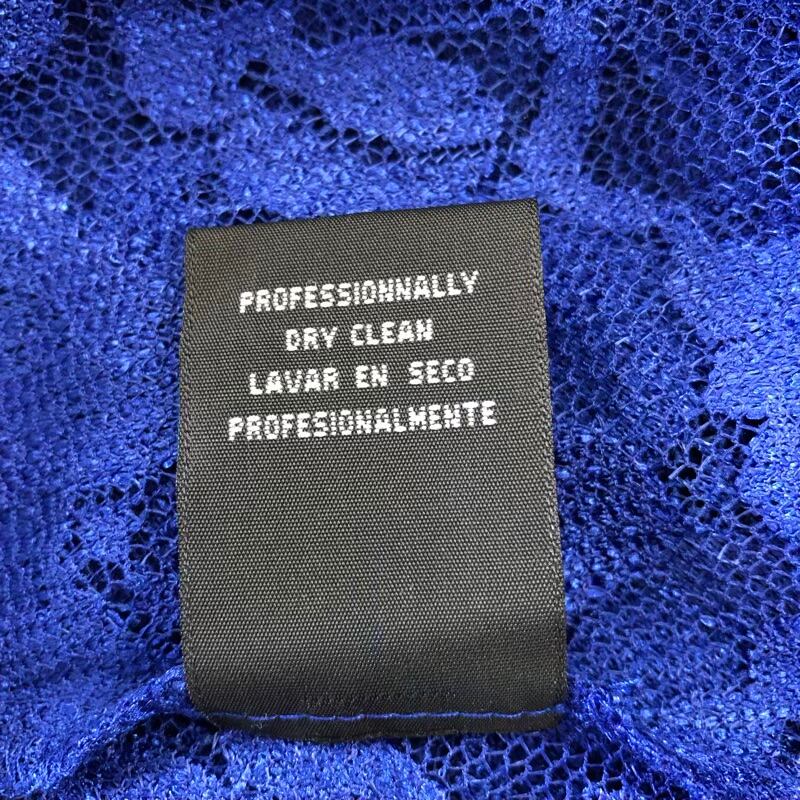 PROFESSIONNALLY
DRY CLEAN
LAVAR EN SECO
PROFESIONALMENTE